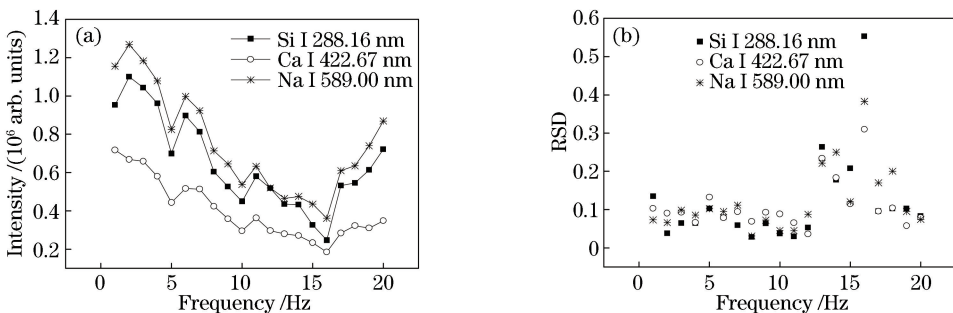 (a)
Si I 288.16 nm
Ca I 422.67 nm
Na I 589.00 nm
1.4
1.2
1.0
0.8
0.6
0.4
0.2
Intensity /(10⁶ arb. units)
0 5 10 15 20
Frequency /Hz
(b)
Si I 288.16 nm
Ca I 422.67 nm
Na I 589.00 nm
0.6
0.5
0.4
0.3
0.2
0.1
0
RSD
0 5 10 15 20
Frequency /Hz